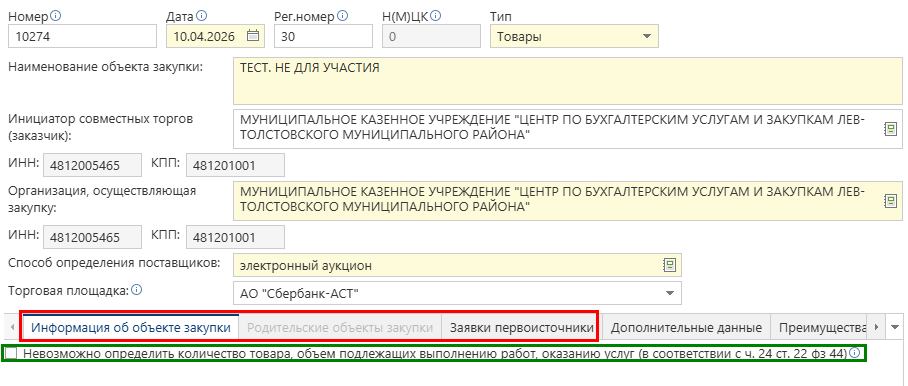 Номер Дата Рег.номер Н(М)ЦК Тип
10274 10.04.2026 30 0 Товары
Наименование объекта закупки: ТЕСТ. НЕ ДЛЯ УЧАСТИЯ
Инициатор совместных торгов
(заказчик):
МУНИЦИПАЛЬНОЕ КАЗЕННОЕ УЧРЕЖДЕНИЕ "ЦЕНТР ПО БУХГАЛТЕРСКИМ УСЛУГАМ И ЗАКУПКАМ ЛЕВ-
ТОЛСТОВСКОГО МУНИЦИПАЛЬНОГО РАЙОНА"
ИНН: 4812005465 КПП: 481201001
Организация, осуществляющая
закупку:
МУНИЦИПАЛЬНОЕ КАЗЕННОЕ УЧРЕЖДЕНИЕ "ЦЕНТР ПО БУХГАЛТЕРСКИМ УСЛУГАМ И ЗАКУПКАМ ЛЕВ-
ТОЛСТОВСКОГО МУНИЦИПАЛЬНОГО РАЙОНА"
ИНН: 4812005465 КПП: 481201001
Способ определения поставщиков: электронный аукцион
Торговая площадка: АО "Сбербанк-АСТ"
Информация об объекте закупки Родительские объекты закупки Заявки первоисточники Дополнительные данные Преимущества
Невозможно определить количество товара, объем подлежащих выполнению работ, оказанию услуг (в соответствии с ч. 24 ст. 22 фз 44)